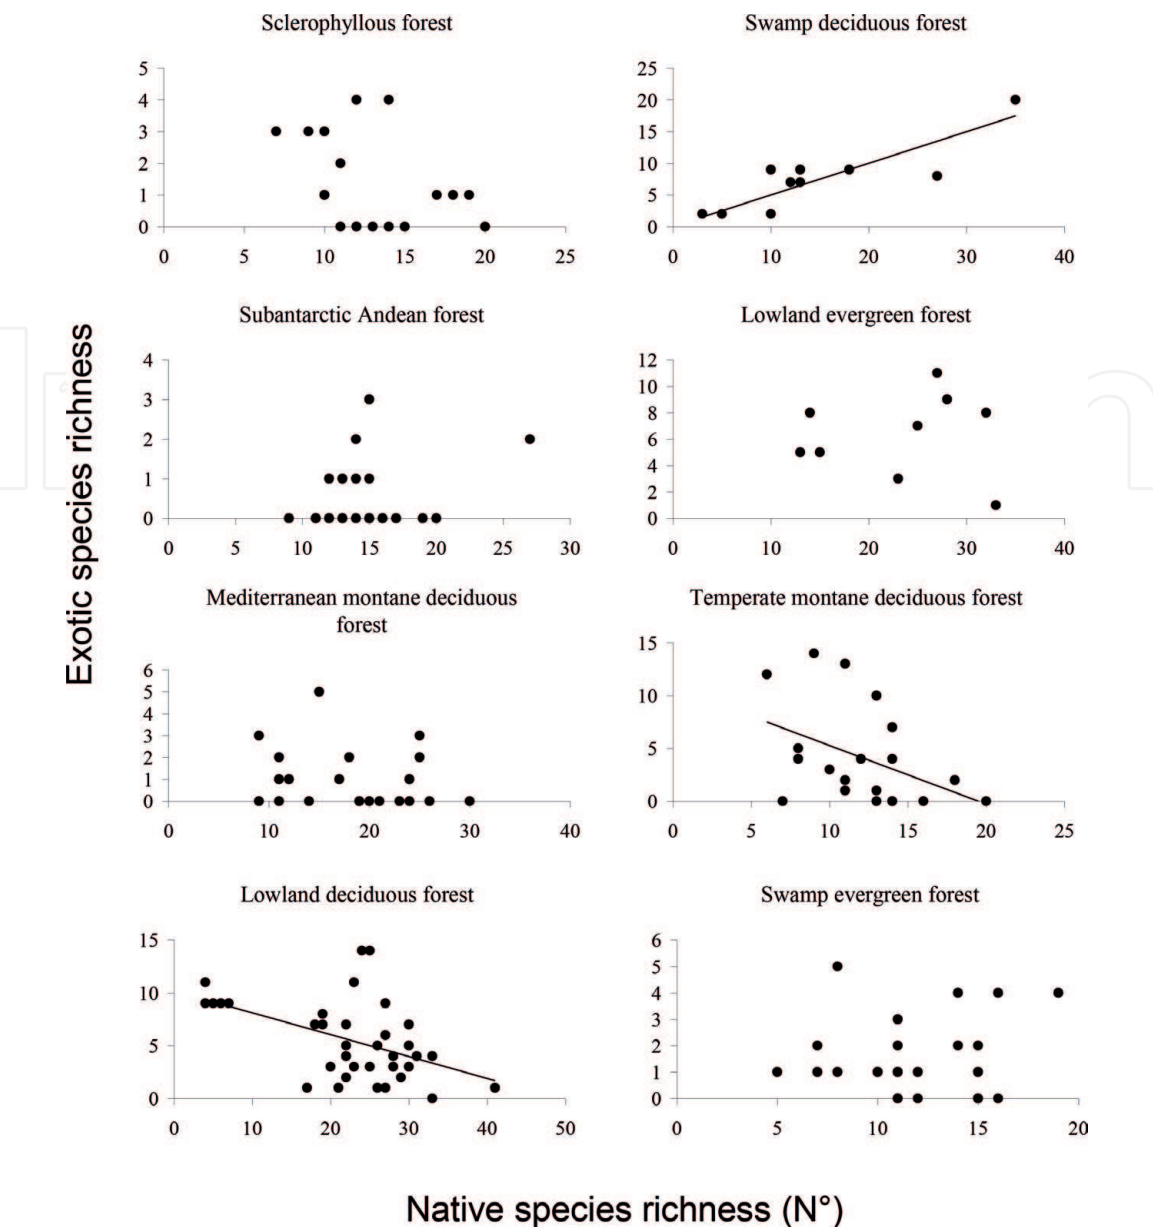 Sclerophyllous forest
5
4
3
2
1
0
0 5 10 15 20 25
Swamp deciduous forest
25
20
15
10
5
0
0 10 20 30 40
Exotic species richness
Subantarctic Andean forest
4
3
2
1
0
0 5 10 15 20 25 30
Lowland evergreen forest
12
10
8
6
4
2
0
0 10 20 30 40
Mediterranean montane deciduous
forest
6
5
4
3
2
1
0
0 10 20 30 40
Temperate montane deciduous forest
15
10
5
0
0 5 10 15 20 25
Lowland deciduous forest
15
10
5
0
0 10 20 30 40 50
Swamp evergreen forest
6
5
4
3
2
1
0
0 5 10 15 20
Native species richness (N°)